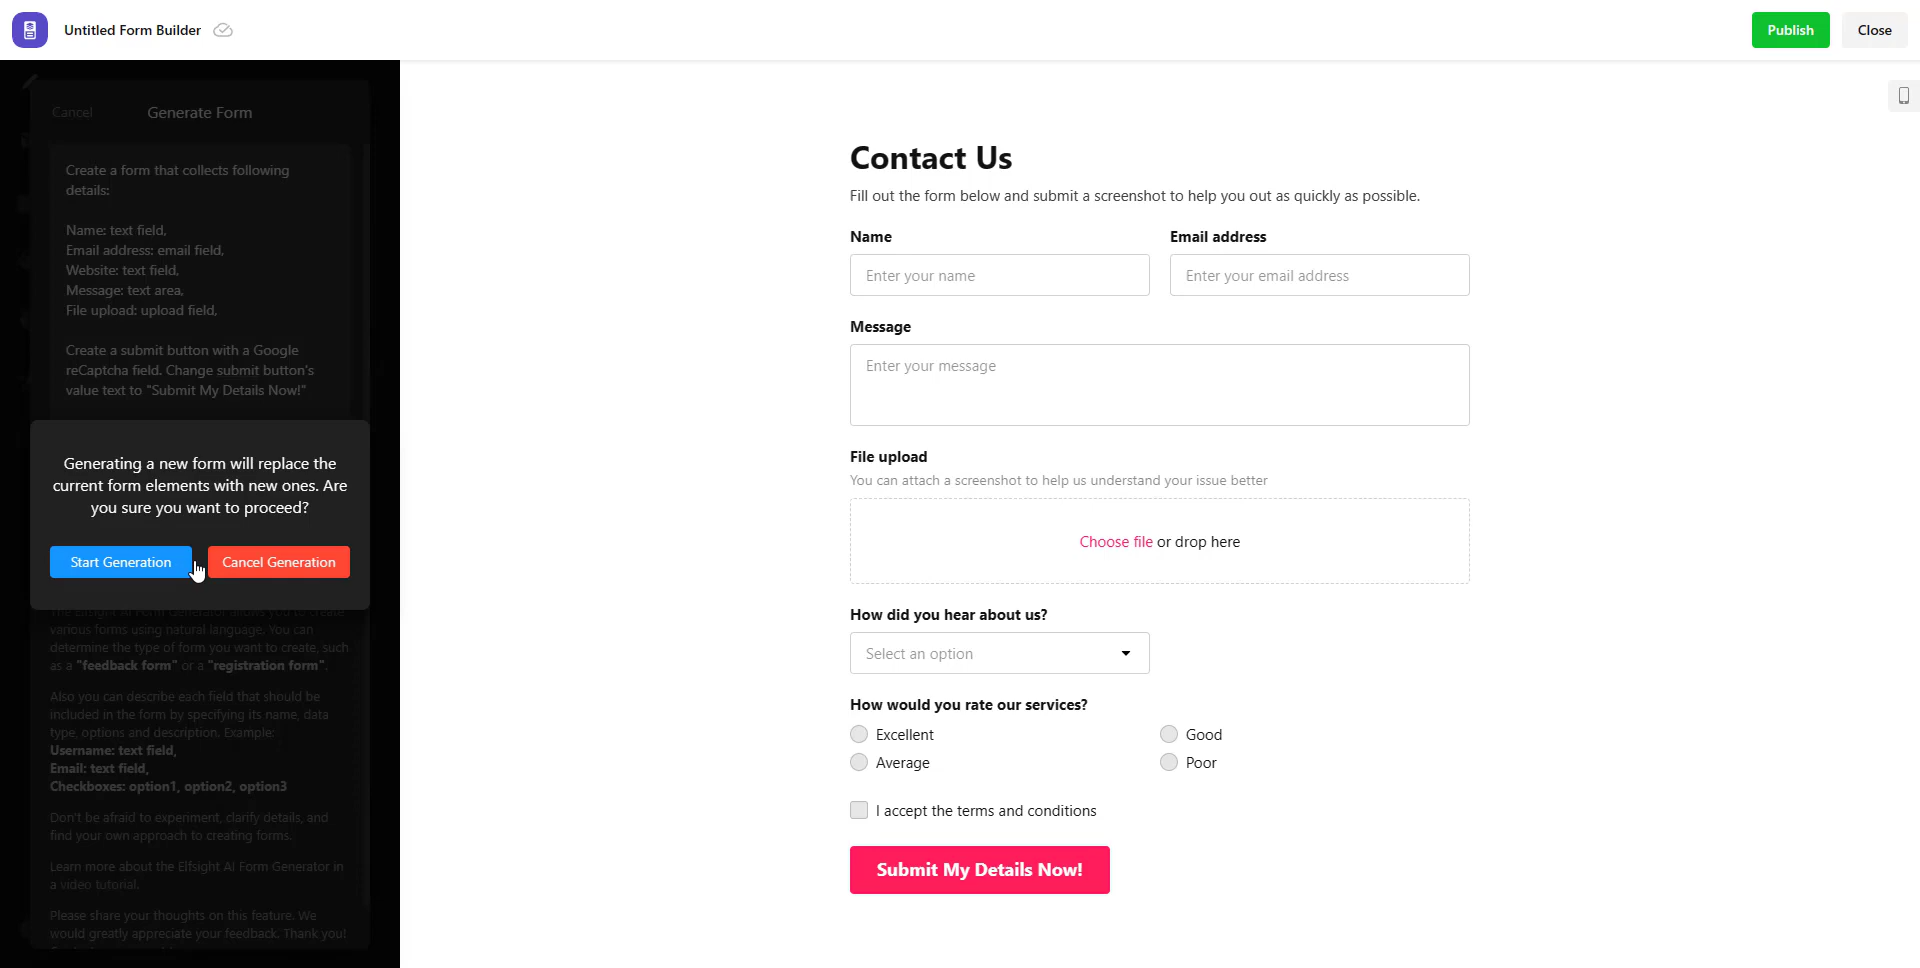 Untitled Form Builder
Publish
Close
Cancel
Generate Form
Create a form that collects following
details:
Name: text field,
Email address: email field,
Website: text field,
Message: text area,
File upload: upload field,
Create a submit button with a Google
reCaptcha field. Change submit button's
value text to "Submit My Details Now!"
Generating a new form will replace the
current form elements with new ones. Are
you sure you want to proceed?
Start Generation
Cancel Generation
The Elfsight AI Form Generator allows you to create
various forms using natural language. You can
determine the type of form you want to create, such
as a "feedback form" or a "registration form".
Also you can describe each field that should be
included in the form by specifying its name, data
type, options and description. Example:
Username: text field,
Email: text field,
Checkboxes: option1, option2, option3
Don't be afraid to experiment, clarify details, and
find your own approach to creating forms.
Learn more about the Elfsight AI Form Generator in
a video tutorial.
Please share your thoughts on this feature. We
would greatly appreciate your feedback. Thank you!
Contact Us
Fill out the form below and submit a screenshot to help you out as quickly as possible.
Name
Email address
Enter your name
Enter your email address
Message
Enter your message
File upload
You can attach a screenshot to help us understand your issue better
Choose file or drop here
How did you hear about us?
Select an option
How would you rate our services?
Excellent
Good
Average
Poor
I accept the terms and conditions
Submit My Details Now!